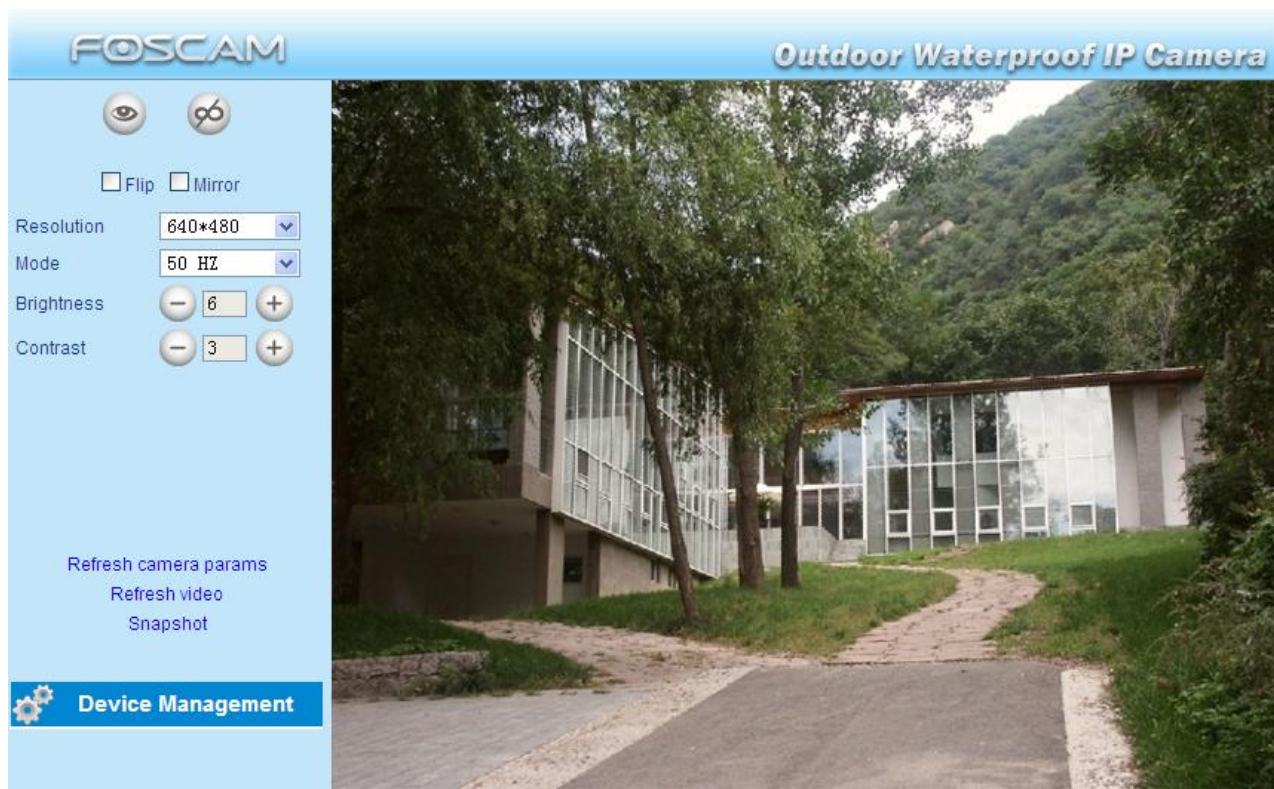 FOSCAM
Outdoor Waterproof IP Camera
Flip Mirror
Resolution 640*480
Mode 50 HZ
Brightness 6
Contrast 3
Refresh camera params
Refresh video
Snapshot
Device Management